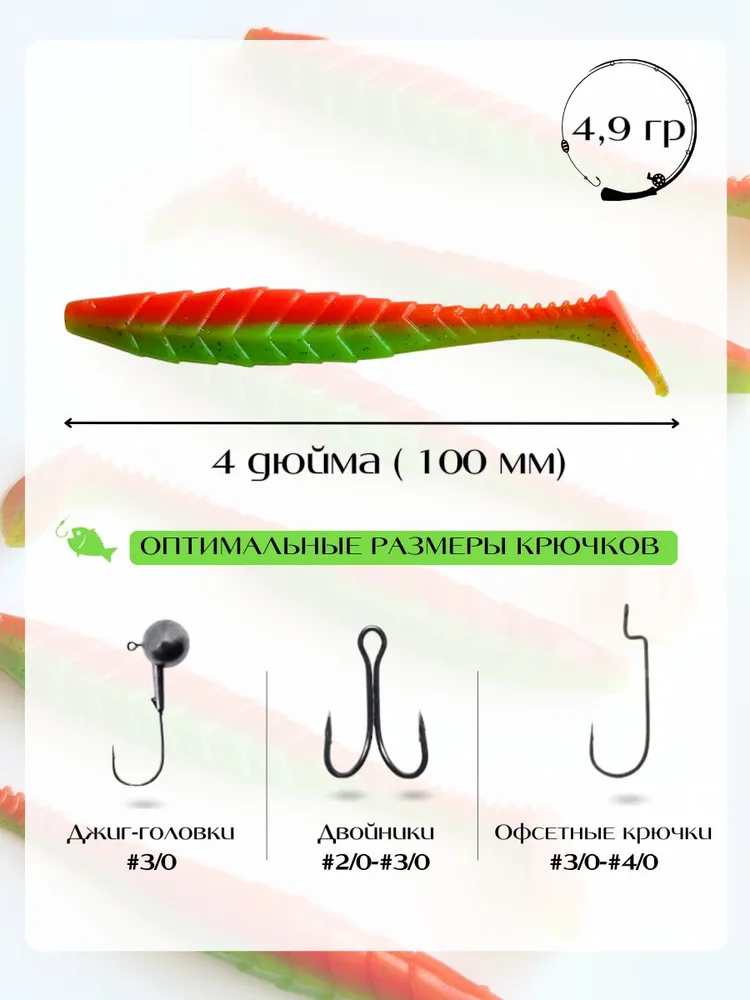 4,9 гр
4 дюйма ( 100 мм)
ОПТИМАЛЬНЫЕ РАЗМЕРЫ КРЮЧКОВ
Джиг-головки
#3/0
Двойники
#2/0-#3/0
Офсетные крючки
#3/0-#4/0